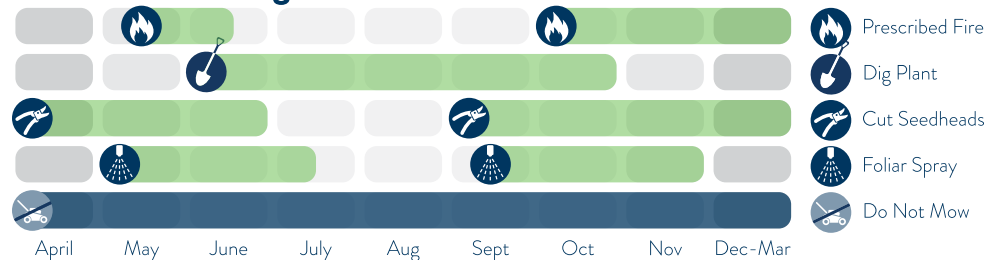 Prescribed Fire
Dig Plant
Cut Seedheads
Foliar Spray
Do Not Mow
April May June July Aug Sept Oct Nov Dec-Mar